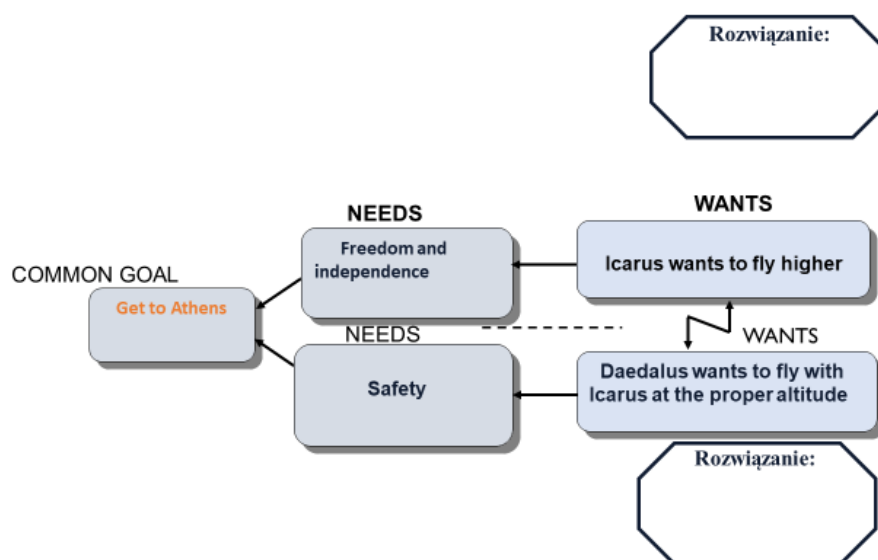 Rozwiązanie:
NEEDS
WANTS
Freedom and
independence
Icarus wants to fly higher
COMMON GOAL
Get to Athens
NEEDS
WANTS
Safety
Daedalus wants to fly with
Icarus at the proper altitude
Rozwiązanie: